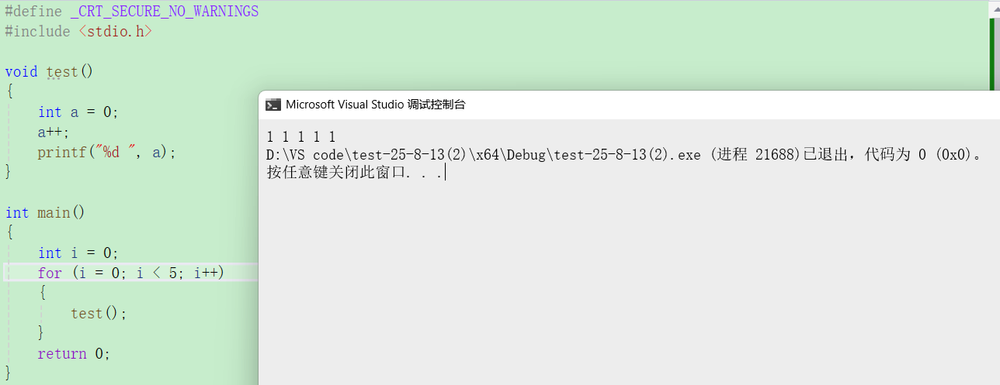 #define _CRT_SECURE_NO_WARNINGS
#include <stdio.h>
void test()
{
    int a = 0;
    a++;
    printf("%d ", a);
}
int main()
{
    int i = 0;
    for (i = 0; i < 5; i++)
    {
        test();
    }
    return 0;
}
Microsoft Visual Studio 调试控制台
1 1 1 1 1
D:\VS code\test-25-8-13(2)\x64\Debug\test-25-8-13(2).exe (进程 21688)已退出，代码为 0 (0x0)。
按任意键关闭此窗口. . .